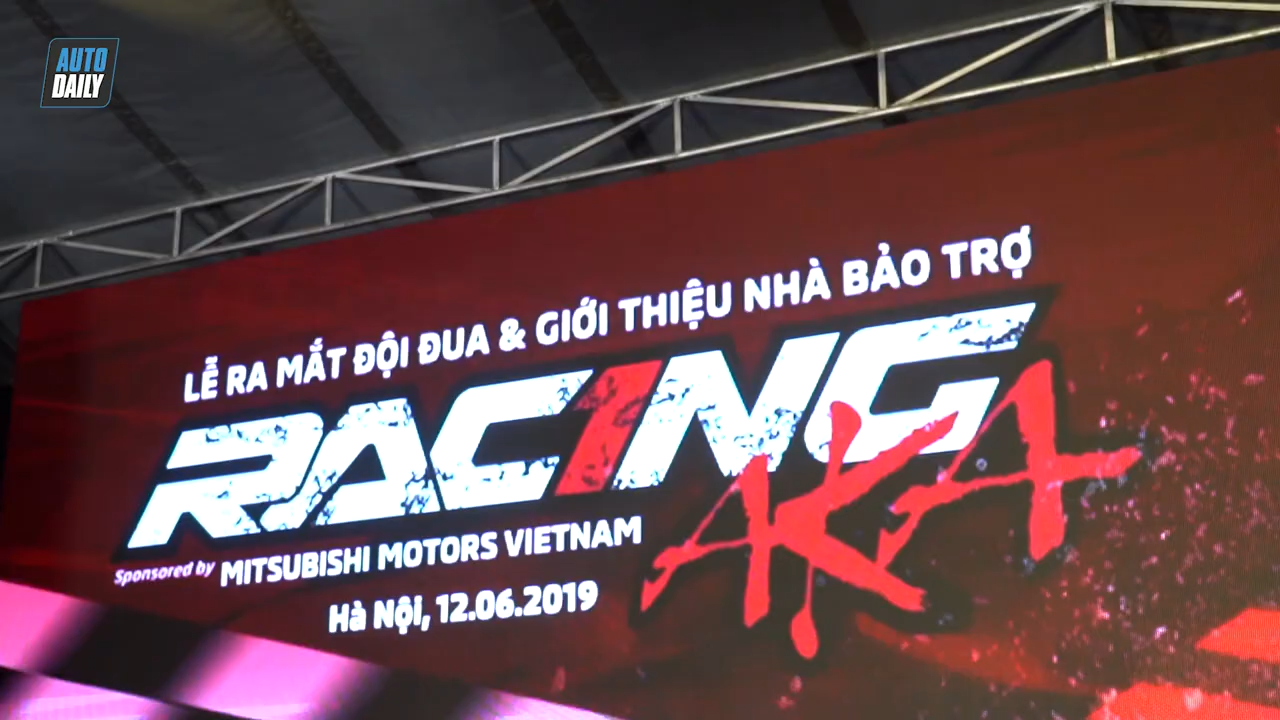 AUTO
DAILY
LỄ RA MẮT ĐỘI ĐUA & GIỚI THIỆU NHÀ BẢO TRỢ
RAC1NG
AKA
Sponsored by MITSUBISHI MOTORS VIETNAM
Hà Nội, 12.06.2019